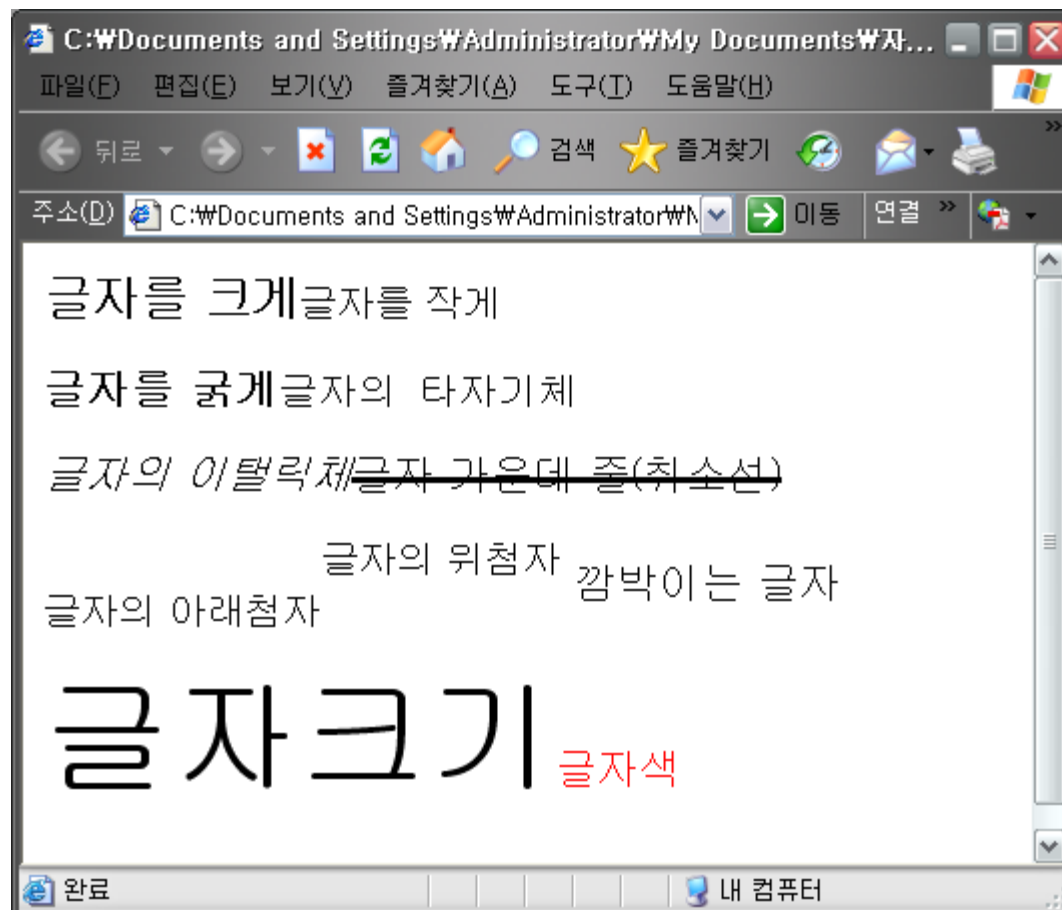 C:₩Documents and Settings₩Administrator₩My Documents₩자...
파일(F) 편집(E) 보기(V) 즐겨찾기(A) 도구(T) 도움말(H)
뒤로 검색 즐겨찾기 »
주소(D) C:₩Documents and Settings₩Administrator₩M 이동 연결 »
글자를 크게글자를 작게
글자를 굵게글자의 타자기체
글자의 이탤릭체글자 가운데 줄(취소선)
글자의 아래첨자 글자의 위첨자 깜박이는 글자
글자크기 글자색
완료 내 컴퓨터